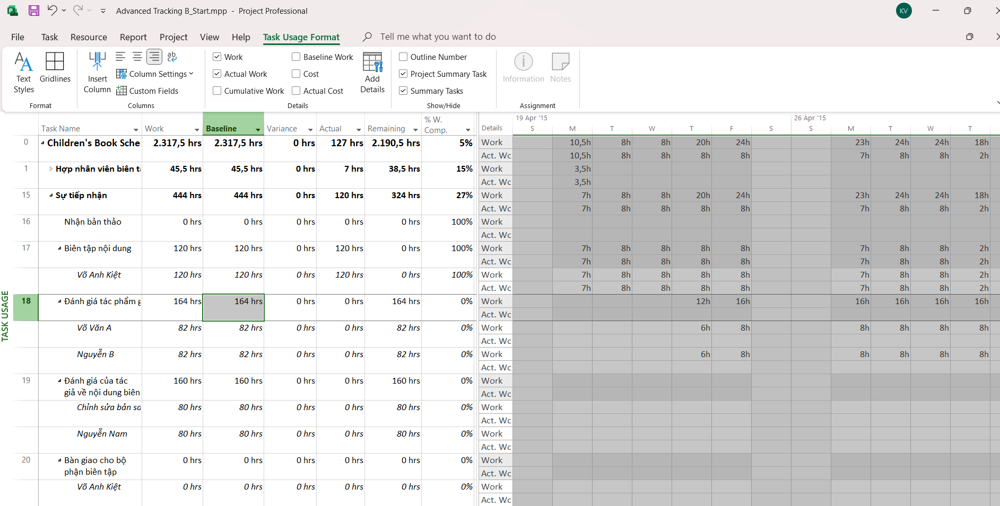 Advanced Tracking B_Start.mpp - Project Professional
KV
File Task Resource Report Project View Help Task Usage Format Tell me what you want to do
Text Styles
Gridlines
Format
Insert Column
Column Settings
Custom Fields
Columns
Work
Actual Work
Cumulative Work
Baseline Work
Cost
Actual Cost
Add Details
Details
Outline Number
Project Summary Task
Summary Tasks
Show/Hide
Information
Notes
Assignment
TASK USAGE
Task Name Work Baseline Variance Actual Remaining % W. Comp. Details
19 Apr '15 26 Apr '15
S M T W T F S S M T W T
0 Children's Book Sche 2.317,5 hrs 2.317,5 hrs 0 hrs 127 hrs 2.190,5 hrs 5% Work 10,5h 8h 8h 20h 24h 23h 24h 24h 18h
Act. Wc 10,5h 8h 8h 8h 8h 7h 8h 8h 2h
1 Hợp nhân viên biên t 45,5 hrs 45,5 hrs 0 hrs 7 hrs 38,5 hrs 15% Work 3,5h
Act. Wc 3,5h
15 Sự tiếp nhận 444 hrs 444 hrs 0 hrs 120 hrs 324 hrs 27% Work 7h 8h 8h 20h 24h 23h 24h 24h 18h
Act. Wc 7h 8h 8h 8h 8h 7h 8h 8h 2h
16 Nhận bản thảo 0 hrs 0 hrs 0 hrs 0 hrs 0 hrs 100% Work
Act. Wc
17 Biên tập nội dung 120 hrs 120 hrs 0 hrs 120 hrs 0 hrs 100% Work 7h 8h 8h 8h 8h 7h 8h 8h 2h
Act. Wc 7h 8h 8h 8h 8h 7h 8h 8h 2h
Võ Anh Kiệt 120 hrs 120 hrs 0 hrs 120 hrs 0 hrs 100% Work 7h 8h 8h 8h 8h 7h 8h 8h 2h
Act. Wc 7h 8h 8h 8h 8h 7h 8h 8h 2h
18 Đánh giá tác phẩm g 164 hrs 164 hrs 0 hrs 0 hrs 164 hrs 0% Work 12h 16h 16h 16h 16h 16h
Act. Wc
Võ Văn A 82 hrs 82 hrs 0 hrs 0 hrs 82 hrs 0% Work 6h 8h 8h 8h 8h 8h
Act. Wc
Nguyễn B 82 hrs 82 hrs 0 hrs 0 hrs 82 hrs 0% Work 6h 8h 8h 8h 8h 8h
Act. Wc
19 Đánh giá của tác 160 hrs 160 hrs 0 hrs 0 hrs 160 hrs 0% Work
giả về nội dung biên Act. Wc
Chỉnh sửa bản sa 80 hrs 80 hrs 0 hrs 0 hrs 80 hrs 0% Work
Act. Wc
Nguyễn Nam 80 hrs 80 hrs 0 hrs 0 hrs 80 hrs 0% Work
Act. Wc
20 Bàn giao cho bộ 0 hrs 0 hrs 0 hrs 0 hrs 0 hrs 0% Work
phận biên tập Act. Wc
Võ Anh Kiệt 0 hrs 0 hrs 0 hrs 0 hrs 0 hrs 0% Work
Act. Wc